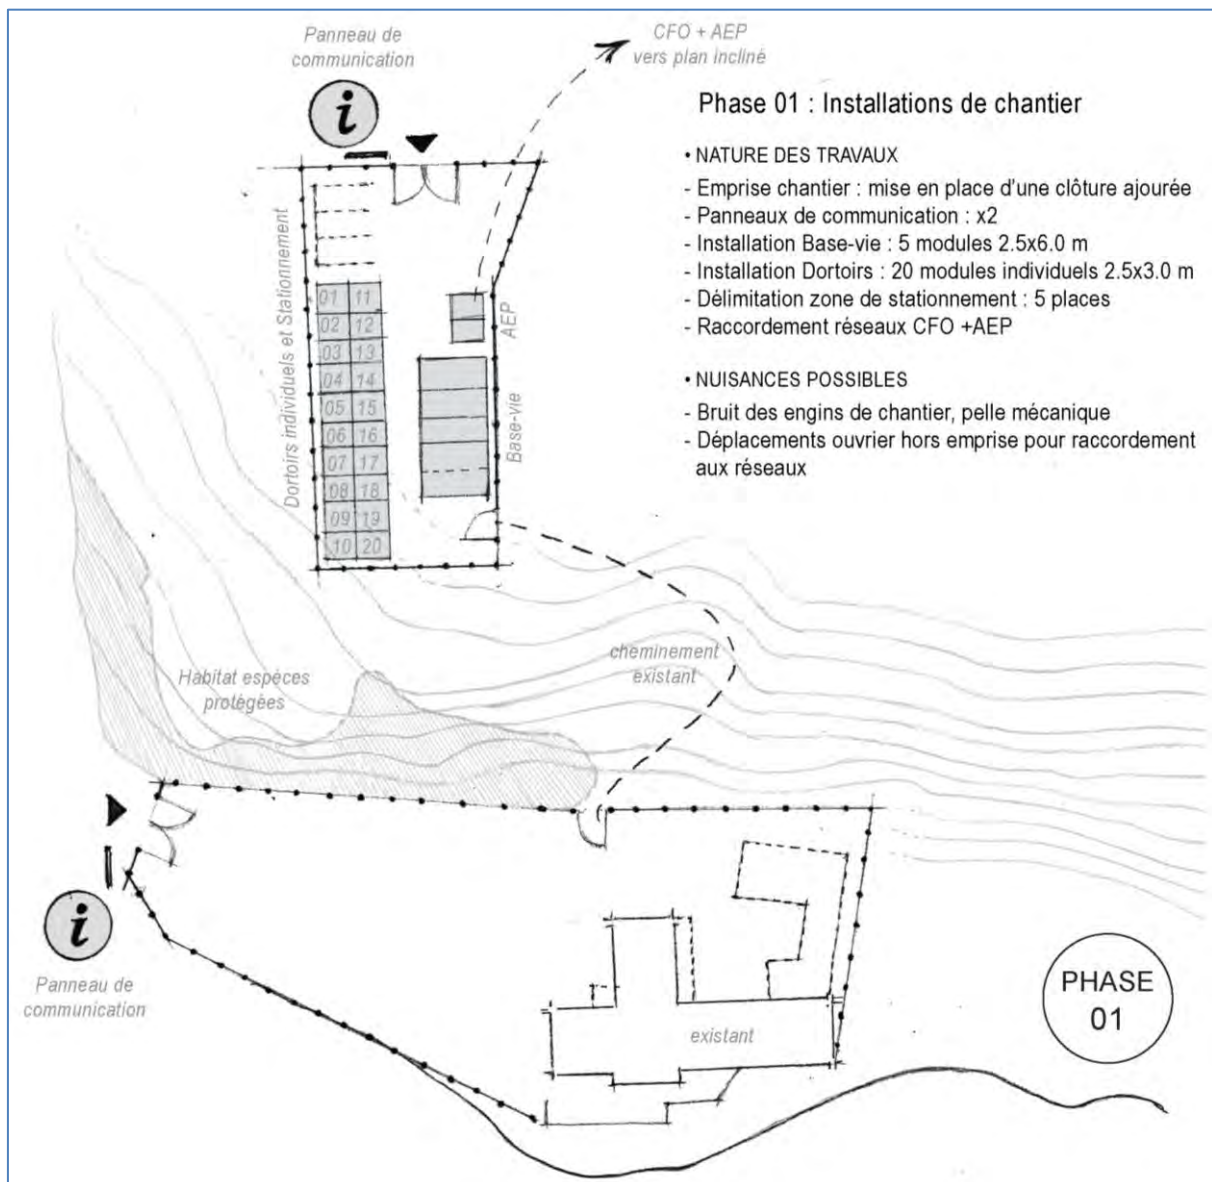 Panneau de
communication
i
CFO + AEP
vers plan incliné
Phase 01 : Installations de chantier
• NATURE DES TRAVAUX
- Emprise chantier : mise en place d'une clôture ajourée
- Panneaux de communication : x2
- Installation Base-vie : 5 modules 2.5x6.0 m
- Installation Dortoirs : 20 modules individuels 2.5x3.0 m
- Délimitation zone de stationnement : 5 places
- Raccordement réseaux CFO +AEP
• NUISANCES POSSIBLES
- Bruit des engins de chantier, pelle mécanique
- Déplacements ouvrier hors emprise pour raccordement
aux réseaux
Dortoirs individuels et Stationnement
01 11
02 12
03 13
04 14
05 15
06 16
07 17
08 18
09 19
10 20
AEP
Base-vie
cheminement
existant
Habitat espèces
protégées
i
Panneau de
communication
existant
PHASE
01